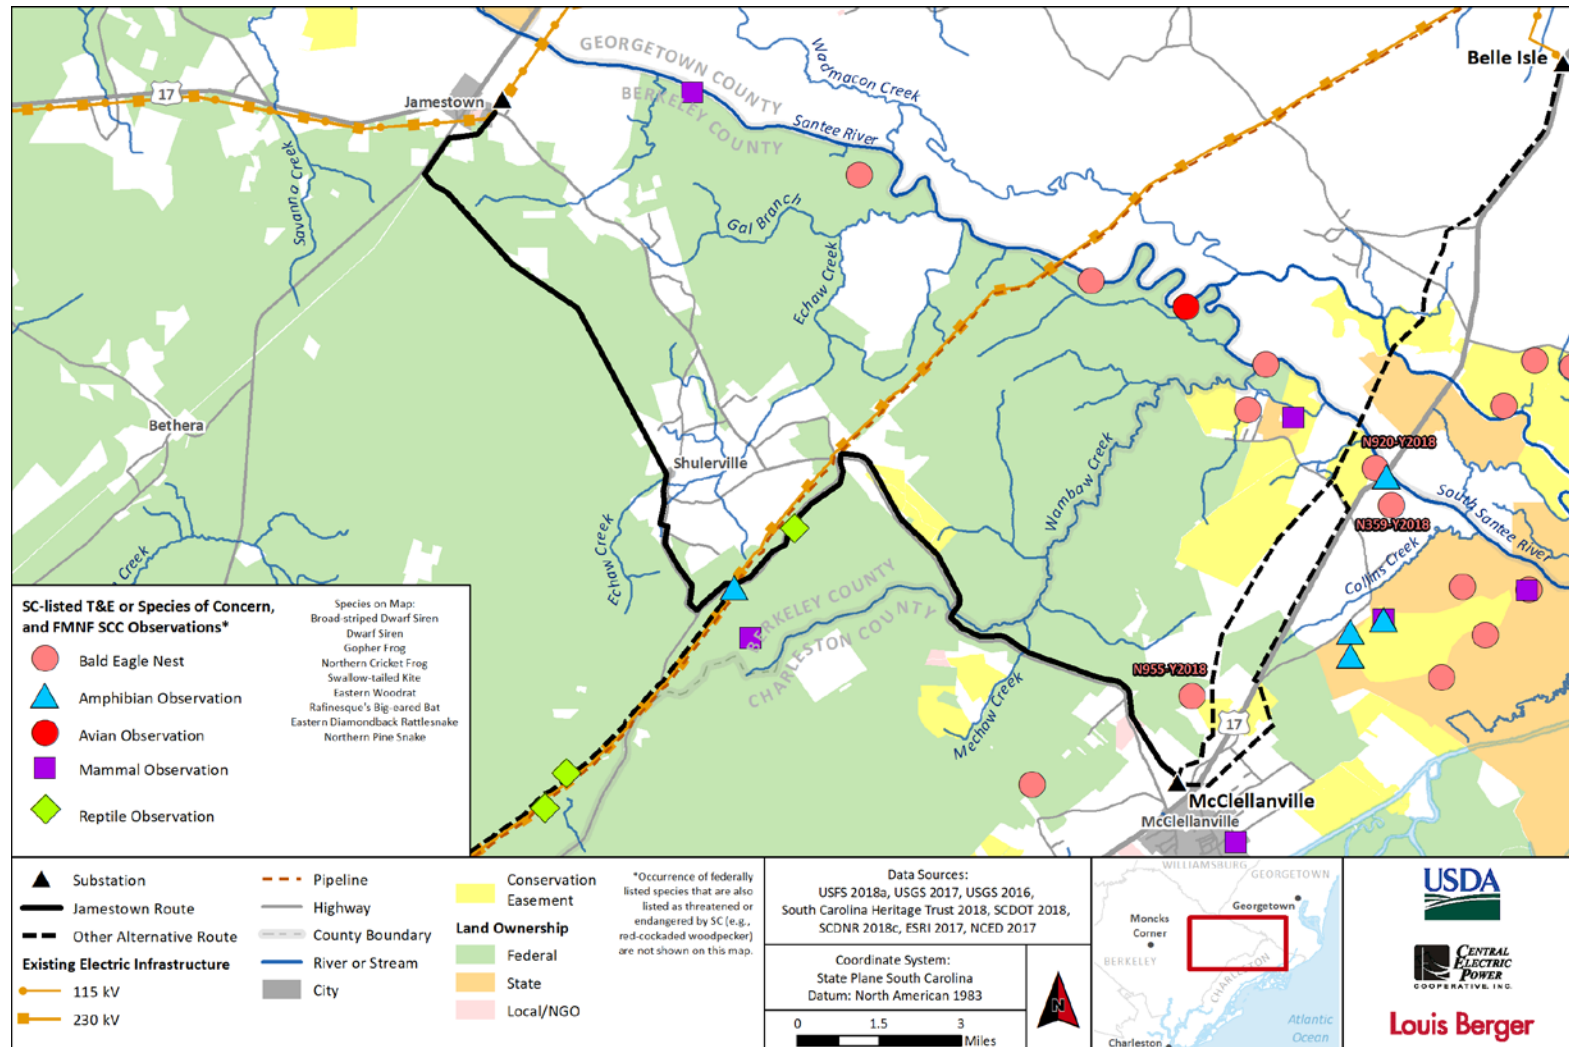 GEORGETOWN COUNTY
BERKELEY COUNTY
Wadmacon Creek
Belle Isle
17
Jamestown
Santee River
Savanna Creek
Gal Branch
Echaw Creek
Bethera
Shulerville
Wambaw Creek
N920-Y2018
South Santee River
N359-Y2018
Collins Creek
Creek
Echaw Creek
BERKELEY COUNTY
CHARLESTON COUNTY
N955-Y2018
Mechaw Creek
17
McClellanville
McClellanville
SC-listed T&E or Species of Concern,
and FMNF SCC Observations*
Bald Eagle Nest
Amphibian Observation
Avian Observation
Mammal Observation
Reptile Observation
Species on Map:
Broad-striped Dwarf Siren
Dwarf Siren
Gopher Frog
Northern Cricket Frog
Swallow-tailed Kite
Eastern Woodrat
Rafinesque's Big-eared Bat
Eastern Diamondback Rattlesnake
Northern Pine Snake
Substation
Jamestown Route
Other Alternative Route
Existing Electric Infrastructure
115 kV
230 kV
Pipeline
Highway
County Boundary
River or Stream
City
Conservation
Easement
Land Ownership
Federal
State
Local/NGO
*Occurrence of federally
listed species that are also
listed as threatened or
endangered by SC (e.g.,
red-cockaded woodpecker)
are not shown on this map.
Data Sources:
USFS 2018a, USGS 2017, USGS 2016,
South Carolina Heritage Trust 2018, SCDOT 2018,
SCDNR 2018c, ESRI 2017, NCED 2017
Coordinate System:
State Plane South Carolina
Datum: North American 1983
0 1.5 3
Miles
N
WILLIAMSBURG
GEORGETOWN
Georgetown
Moncks
Corner
BERKELEY
CHARLESTON
Atlantic
Ocean
Charleston
USDA
CENTRAL
ELECTRIC
POWER
COOPERATIVE, INC.
Louis Berger